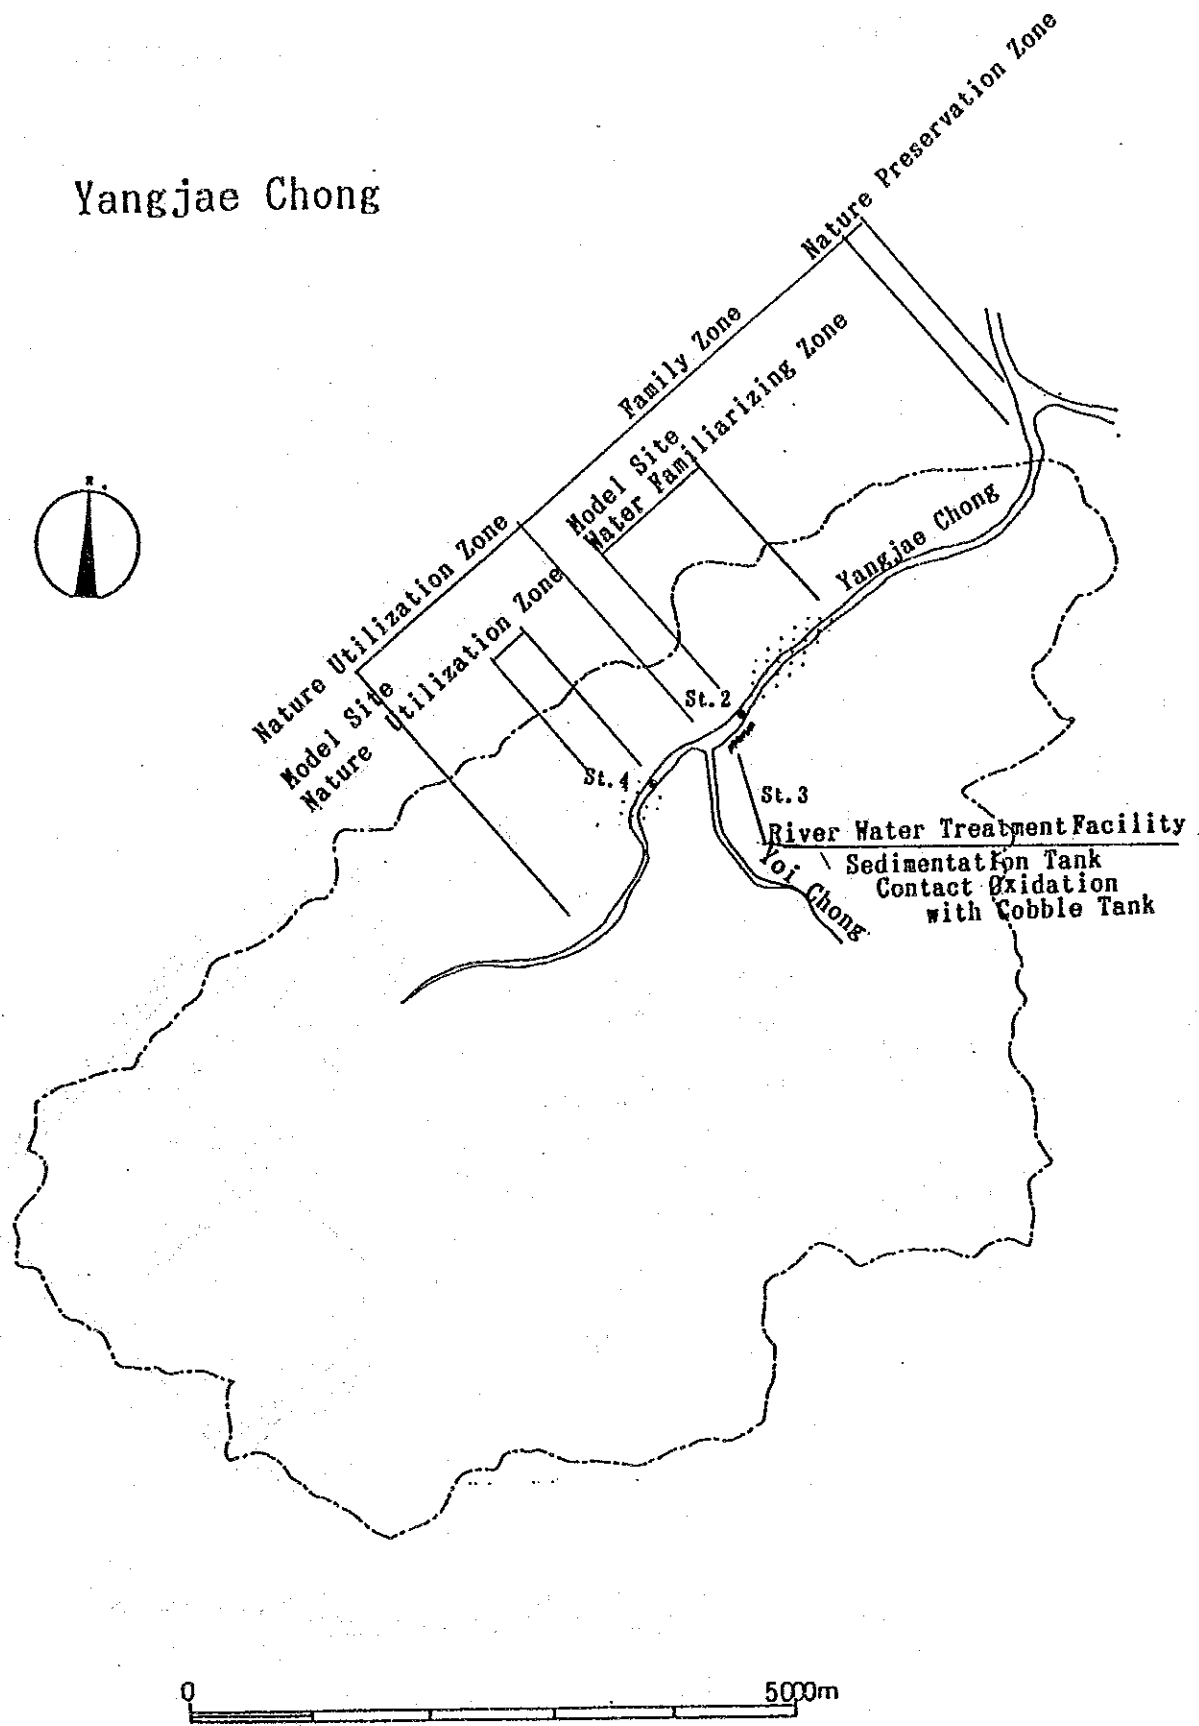 Nature Preservation Zone
Yangjae Chong
Family Zone
Model Site
Water Familiarizing Zone
N
Yangjae Chong
Nature Utilization Zone
Model Site
Nature Utilization Zone
St.2
St.4
St.3
River Water Treatment Facility
Yoi Chong
Sedimentation Tank
Contact Oxidation
with Cobble Tank
0
5000m